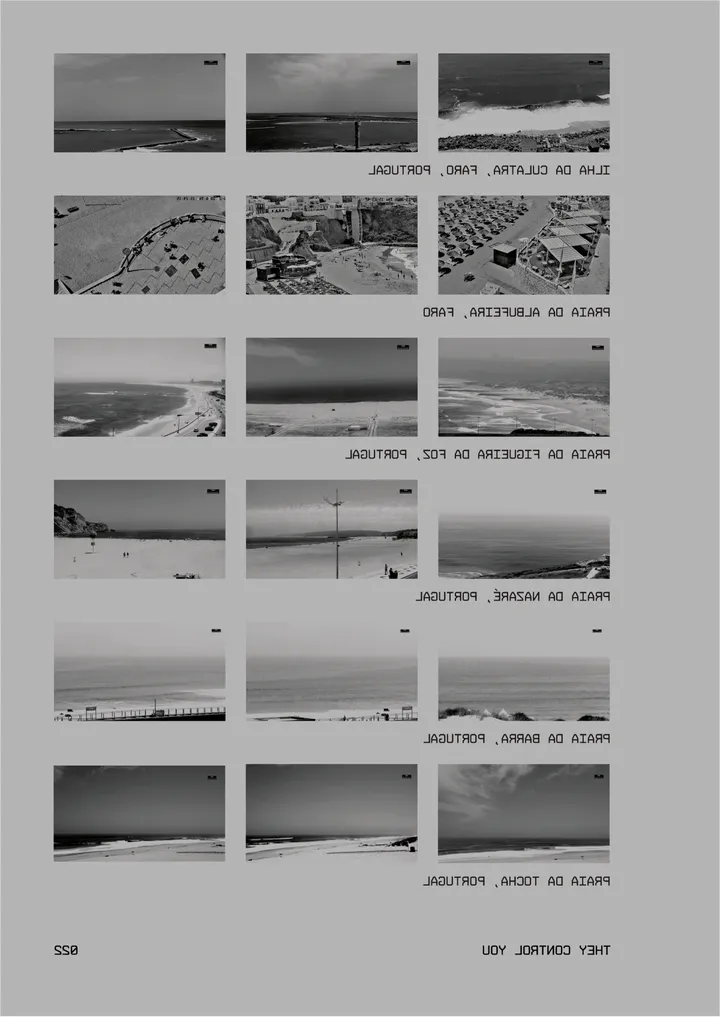 ILHA DA CULATRA, FARO, PORTUGAL
PRAIA DA ALBUFEIRA, FARO
PRAIA DA FIGUEIRA DA FOZ, PORTUGAL
PRAIA DA NAZARÉ, PORTUGAL
PRAIA DA BARRA, PORTUGAL
PRAIA DA TOCHA, PORTUGAL
THEY CONTROL YOU
022